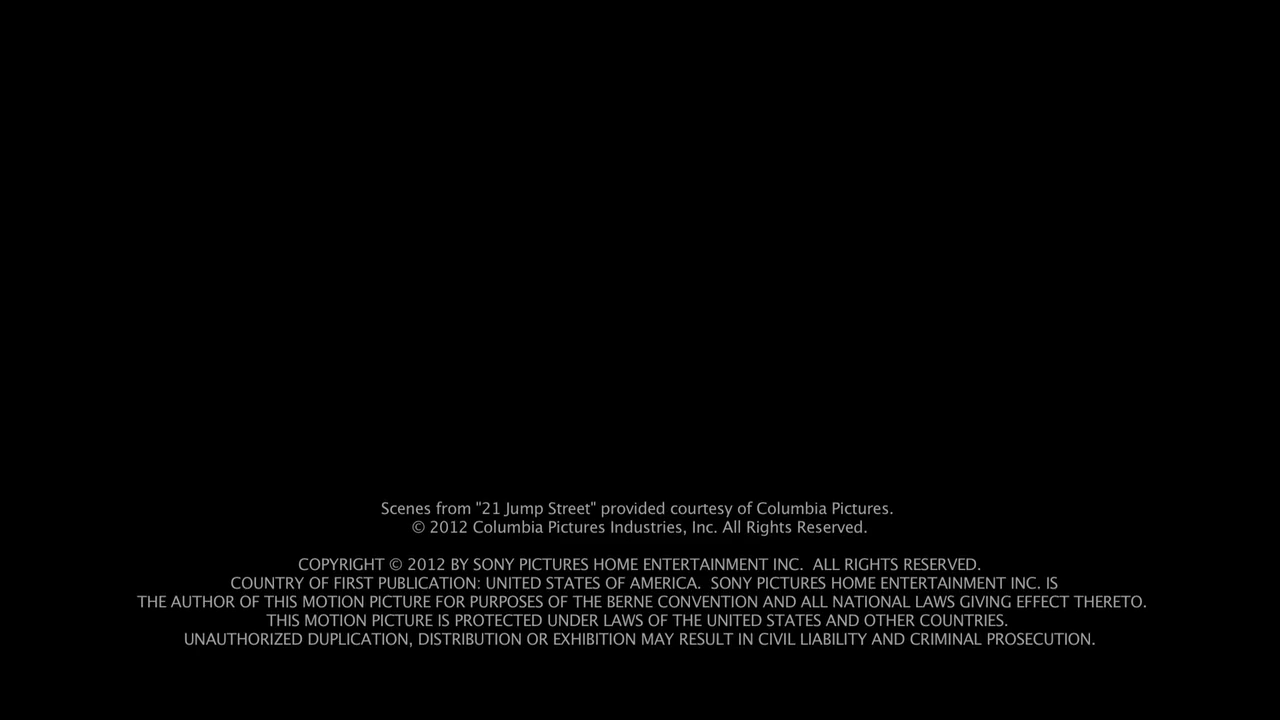 Scenes from "21 Jump Street" provided courtesy of Columbia Pictures.
© 2012 Columbia Pictures Industries, Inc. All Rights Reserved.
COPYRIGHT © 2012 BY SONY PICTURES HOME ENTERTAINMENT INC.  ALL RIGHTS RESERVED.
COUNTRY OF FIRST PUBLICATION: UNITED STATES OF AMERICA.  SONY PICTURES HOME ENTERTAINMENT INC. IS
THE AUTHOR OF THIS MOTION PICTURE FOR PURPOSES OF THE BERNE CONVENTION AND ALL NATIONAL LAWS GIVING EFFECT THERETO.
THIS MOTION PICTURE IS PROTECTED UNDER LAWS OF THE UNITED STATES AND OTHER COUNTRIES.
UNAUTHORIZED DUPLICATION, DISTRIBUTION OR EXHIBITION MAY RESULT IN CIVIL LIABILITY AND CRIMINAL PROSECUTION.